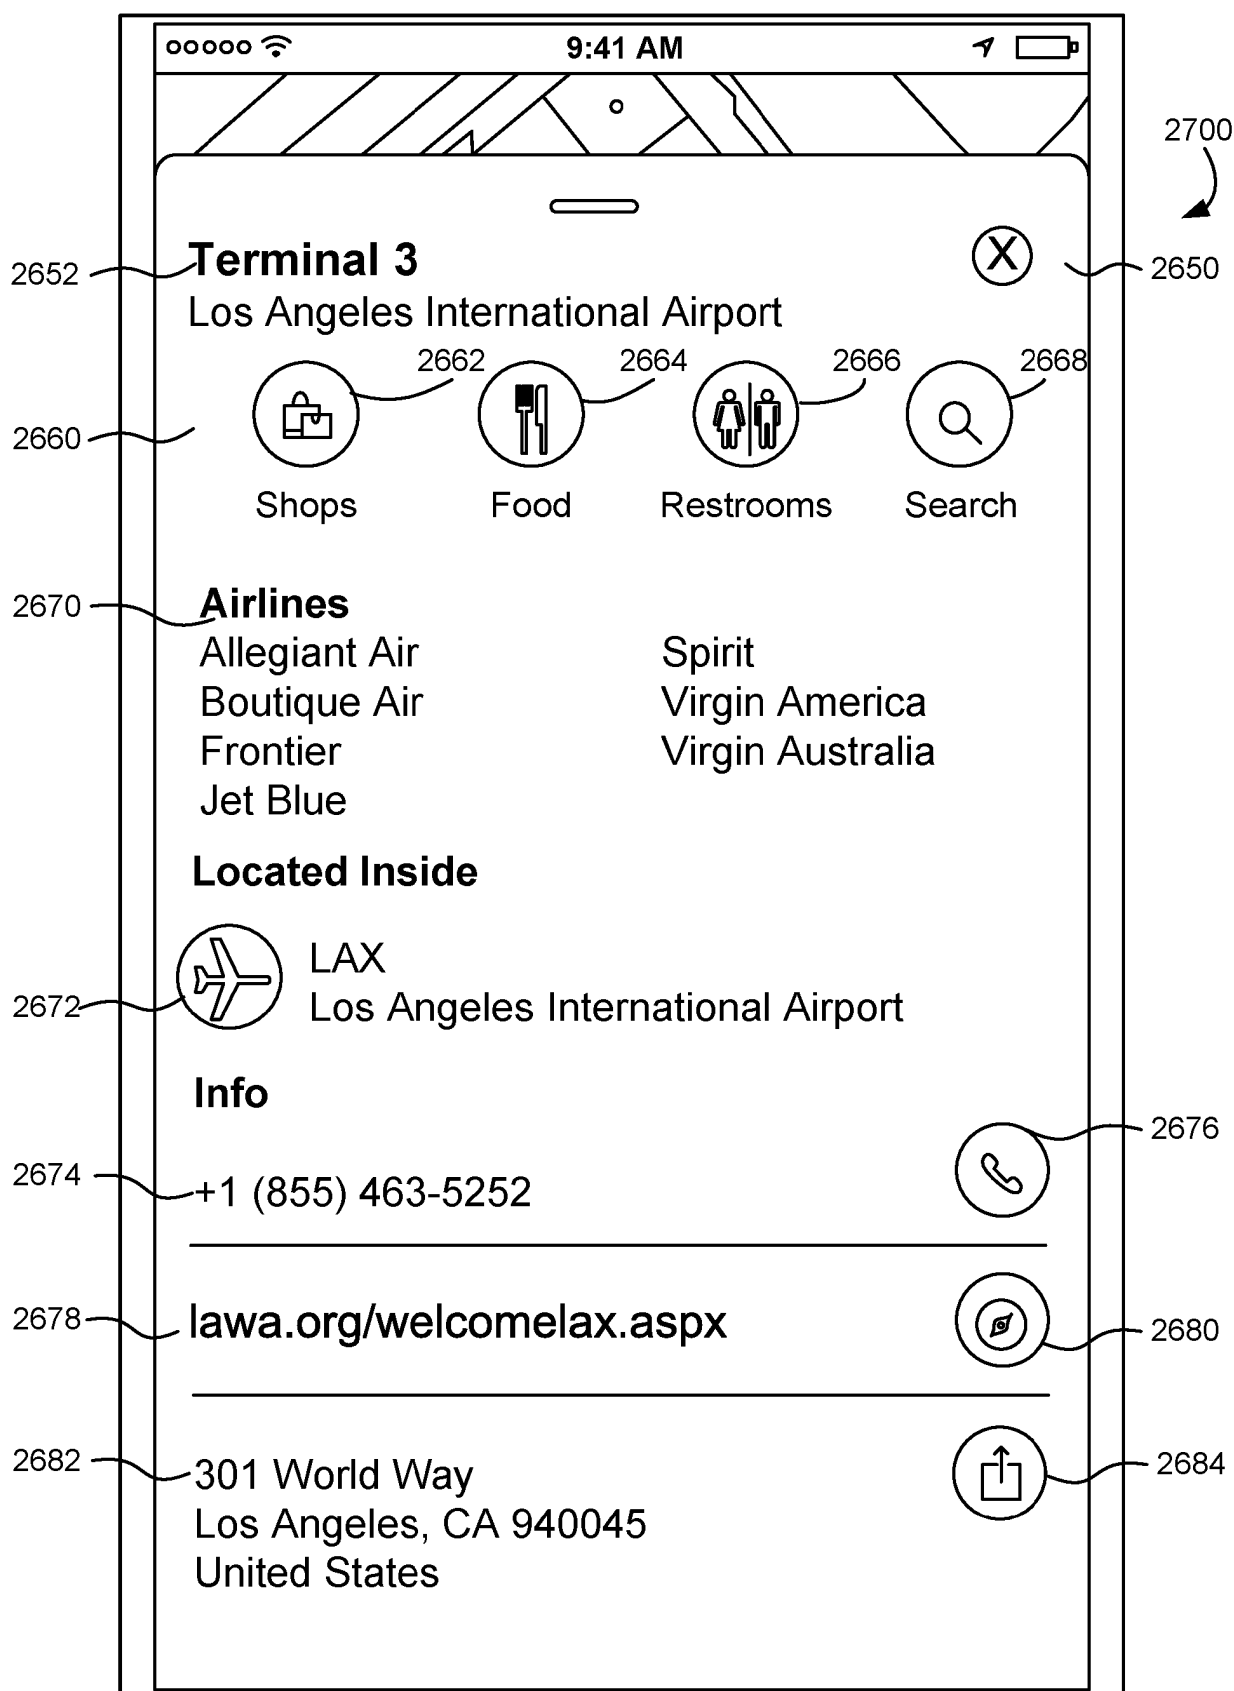 9:41 AM
2700
Terminal 3
2652
2650
X
Los Angeles International Airport
2662
2664
2666
2668
2660
Shops
Food
Restrooms
Search
2670
Airlines
Allegiant Air
Spirit
Boutique Air
Virgin America
Frontier
Virgin Australia
Jet Blue
Located Inside
LAX
2672
Los Angeles International Airport
Info
2676
2674
+1 (855) 463-5252
2678
lawa.org/welcomelax.aspx
2680
2682
301 World Way
2684
Los Angeles, CA 940045
United States